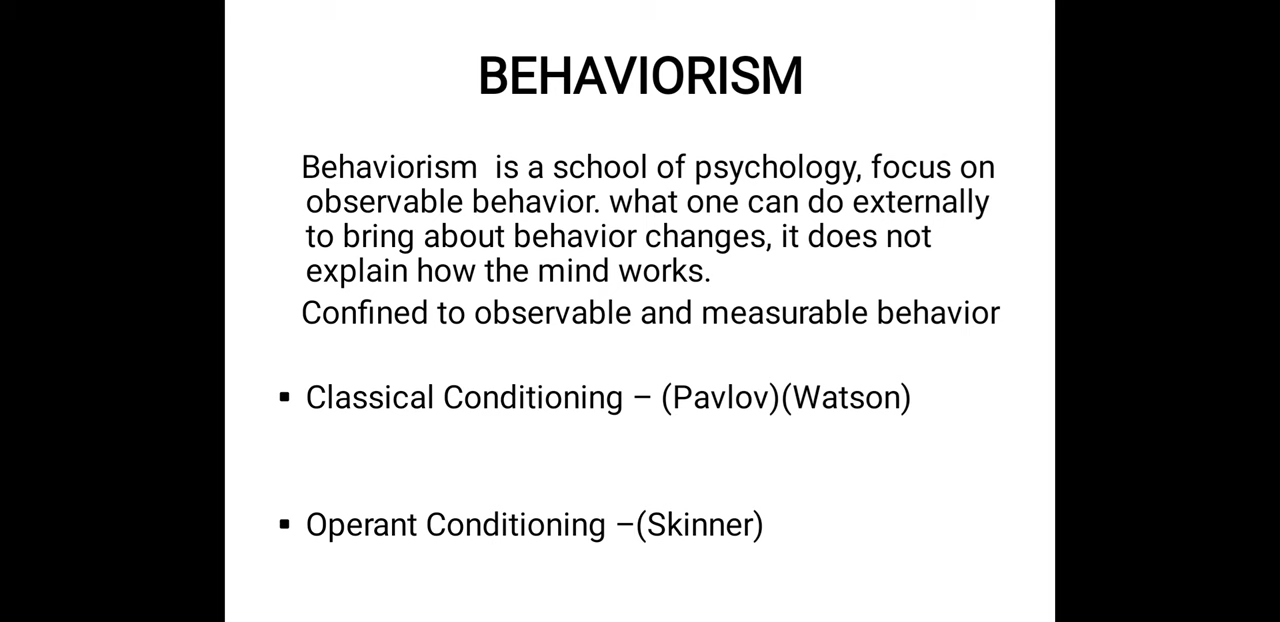 BEHAVIORISM
Behaviorism  is a school of psychology, focus on
observable behavior. what one can do externally
to bring about behavior changes, it does not
explain how the mind works.
Confined to observable and measurable behavior
▪ Classical Conditioning – (Pavlov)(Watson)
▪ Operant Conditioning –(Skinner)